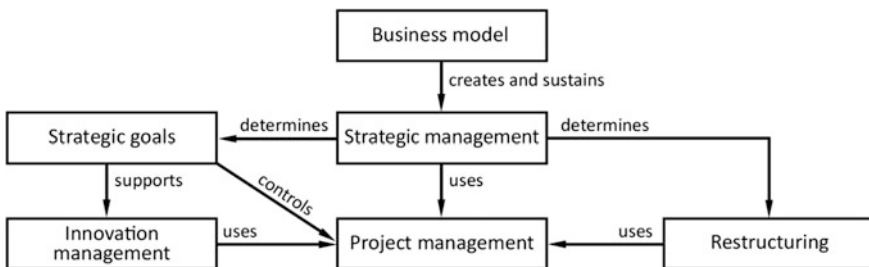 Business model
creates and sustains
Strategic goals
determines
Strategic management
determines
supports
controls
uses
Innovation
management
uses
Project management
uses
Restructuring